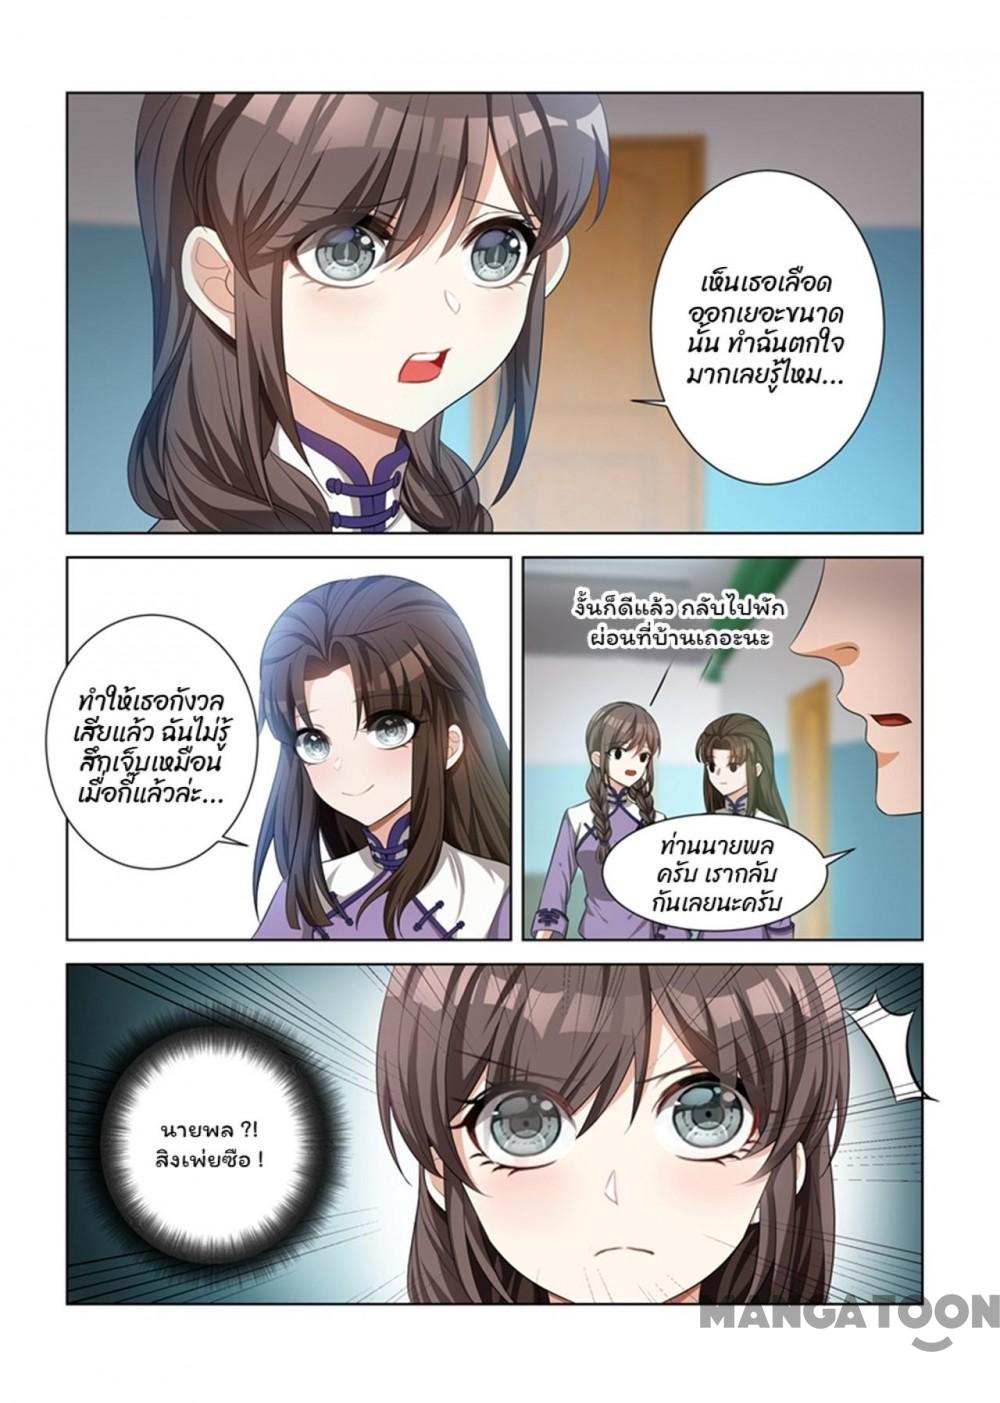 เห็นเธอเลือด
ออกเยอะขนาด
นั้น ทำฉันตกใจ
มากเลยรู้ไหม...
ทำให้เธอกังวล
เสียแล้ว ฉันไม่รู้
สึกเจ็บเหมือน
เมื่อกี๊แล้วล่ะ...
งั้นก็ดีแล้ว กลับไปพัก
ผ่อนที่บ้านเถอะนะ
ท่านนายพล
ครับ เรากลับ
กันเลยนะครับ
นายพล ?!
สิงเพ่ยซือ !
MANGATOON